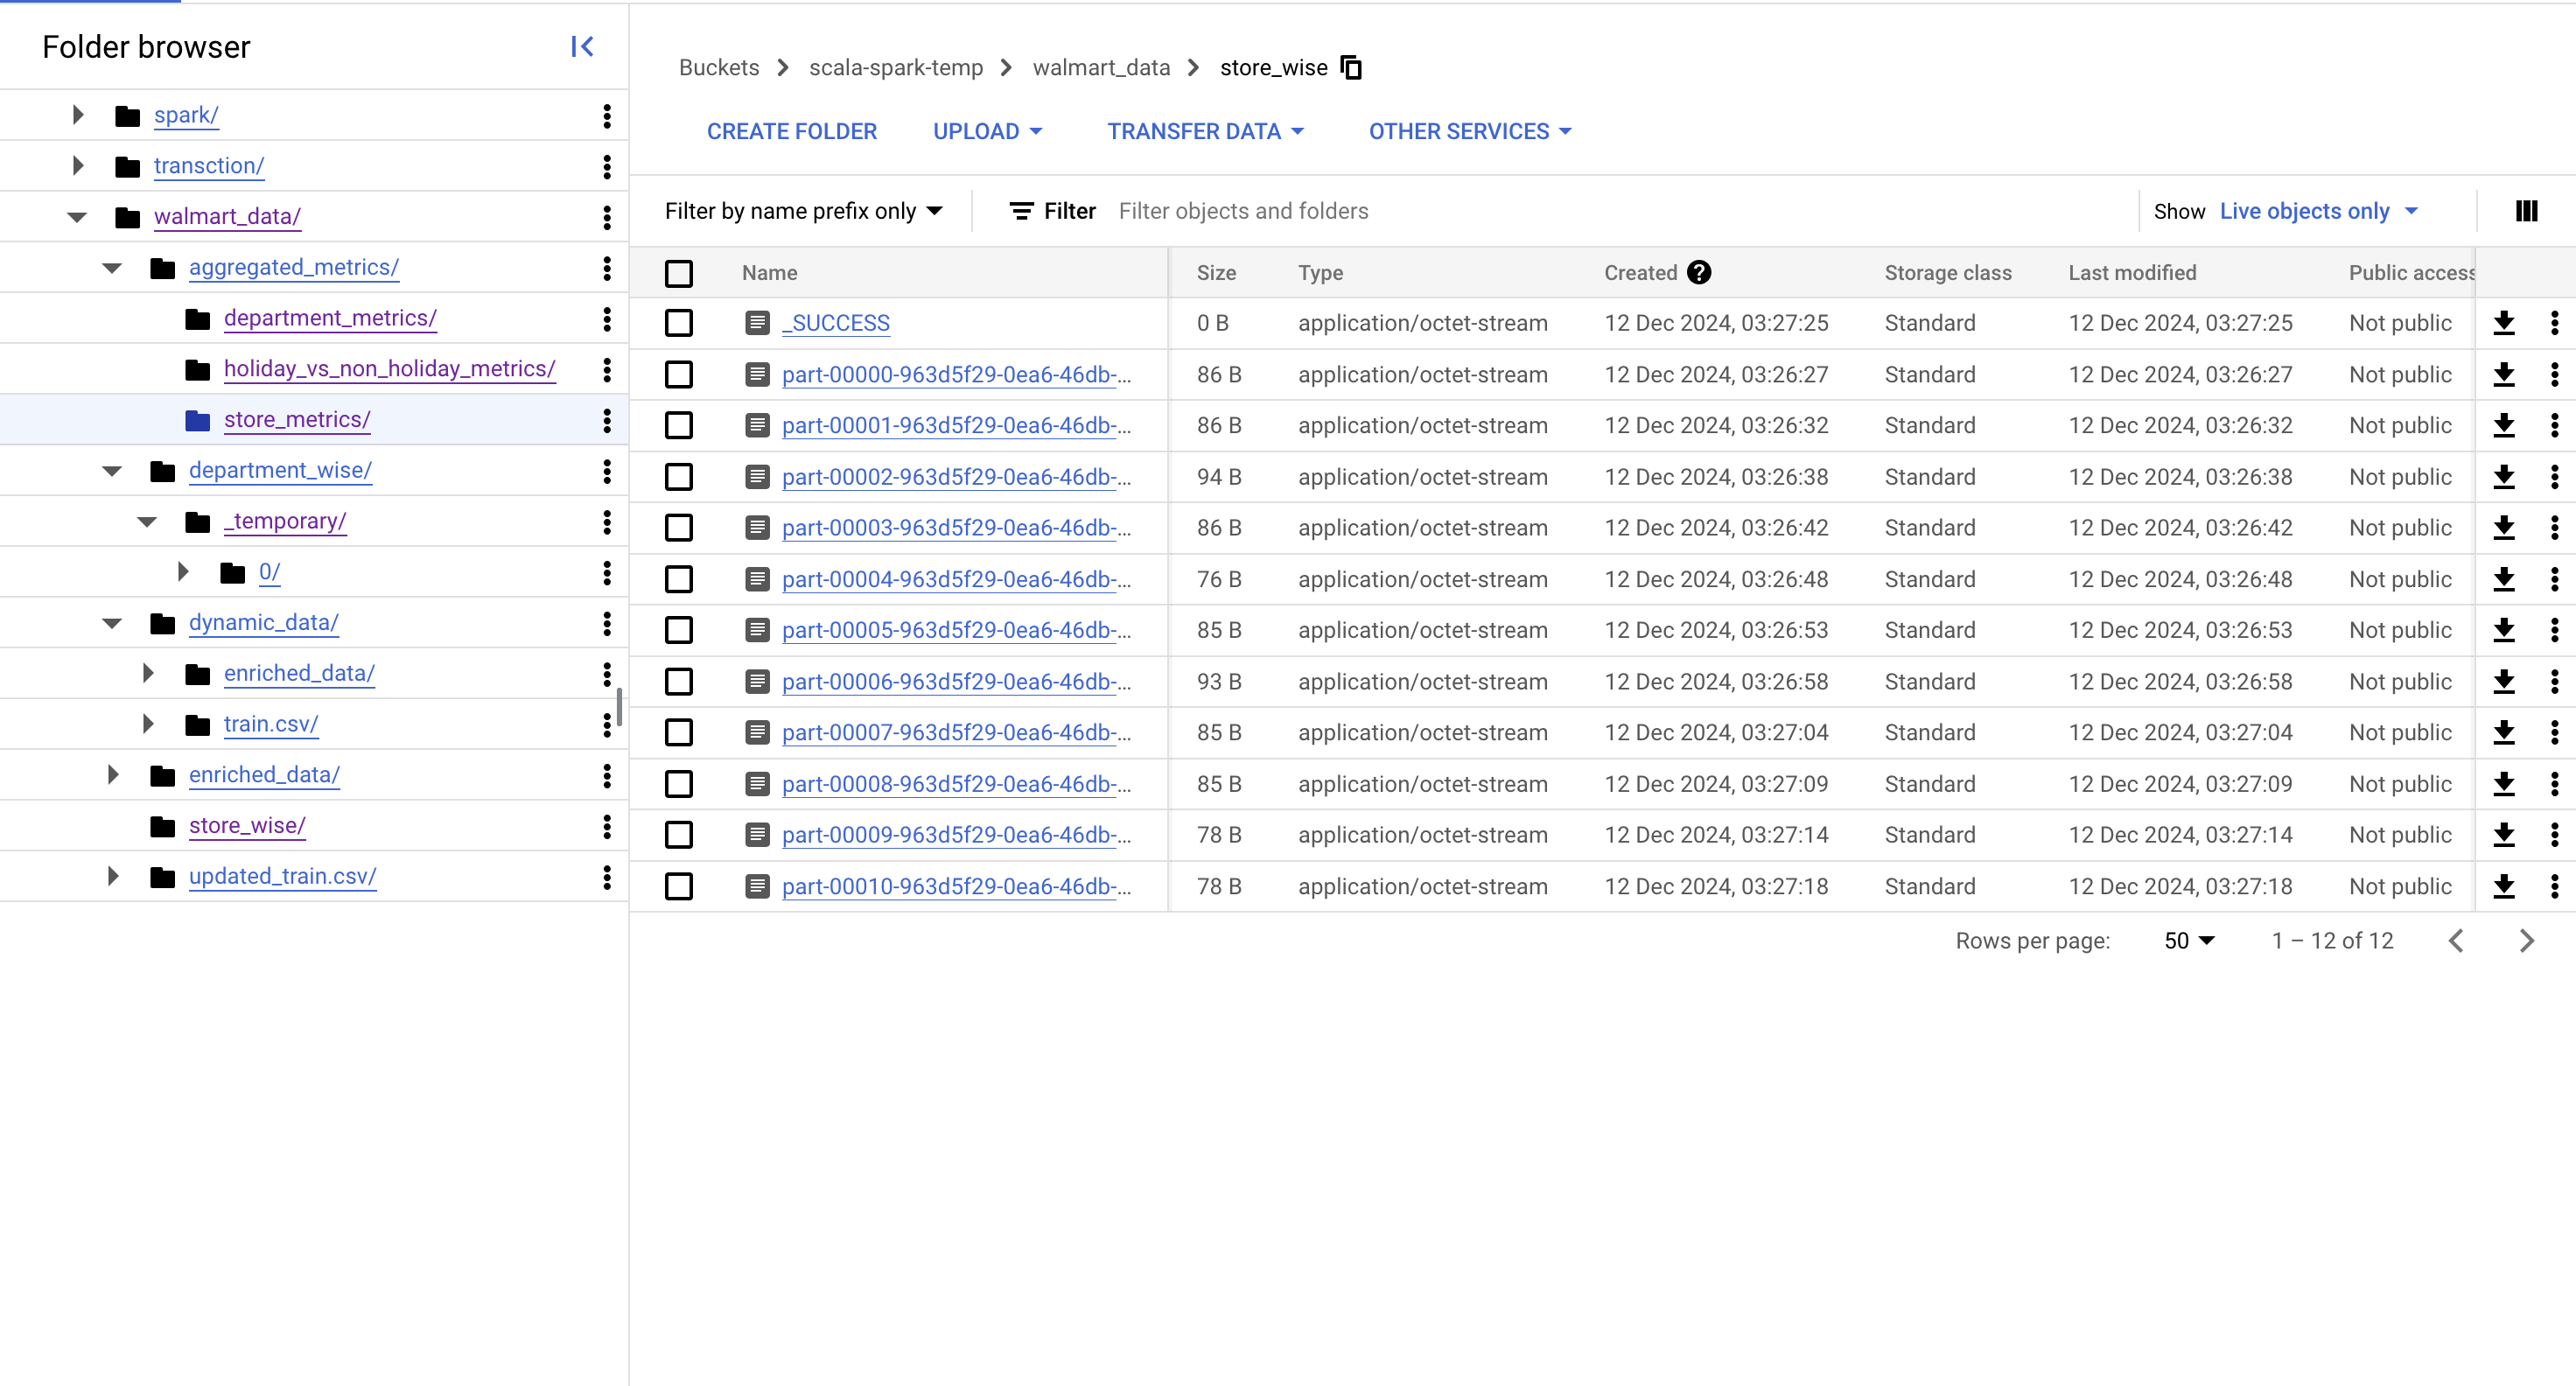 Folder browser
spark/
transction/
walmart_data/
aggregated_metrics/
department_metrics/
holiday_vs_non_holiday_metrics/
store_metrics/
department_wise/
_temporary/
0/
dynamic_data/
enriched_data/
train.csv/
enriched_data/
store_wise/
updated_train.csv/
Buckets scala-spark-temp walmart_data store_wise
CREATE FOLDER UPLOAD TRANSFER DATA OTHER SERVICES
Filter by name prefix only Filter Filter objects and folders Show Live objects only
Name Size Type Created ? Storage class Last modified Public access
_SUCCESS 0 B application/octet-stream 12 Dec 2024, 03:27:25 Standard 12 Dec 2024, 03:27:25 Not public
part-00000-963d5f29-0ea6-46db-... 86 B application/octet-stream 12 Dec 2024, 03:26:27 Standard 12 Dec 2024, 03:26:27 Not public
part-00001-963d5f29-0ea6-46db-... 86 B application/octet-stream 12 Dec 2024, 03:26:32 Standard 12 Dec 2024, 03:26:32 Not public
part-00002-963d5f29-0ea6-46db-... 94 B application/octet-stream 12 Dec 2024, 03:26:38 Standard 12 Dec 2024, 03:26:38 Not public
part-00003-963d5f29-0ea6-46db-... 86 B application/octet-stream 12 Dec 2024, 03:26:42 Standard 12 Dec 2024, 03:26:42 Not public
part-00004-963d5f29-0ea6-46db-... 76 B application/octet-stream 12 Dec 2024, 03:26:48 Standard 12 Dec 2024, 03:26:48 Not public
part-00005-963d5f29-0ea6-46db-... 85 B application/octet-stream 12 Dec 2024, 03:26:53 Standard 12 Dec 2024, 03:26:53 Not public
part-00006-963d5f29-0ea6-46db-... 93 B application/octet-stream 12 Dec 2024, 03:26:58 Standard 12 Dec 2024, 03:26:58 Not public
part-00007-963d5f29-0ea6-46db-... 85 B application/octet-stream 12 Dec 2024, 03:27:04 Standard 12 Dec 2024, 03:27:04 Not public
part-00008-963d5f29-0ea6-46db-... 85 B application/octet-stream 12 Dec 2024, 03:27:09 Standard 12 Dec 2024, 03:27:09 Not public
part-00009-963d5f29-0ea6-46db-... 78 B application/octet-stream 12 Dec 2024, 03:27:14 Standard 12 Dec 2024, 03:27:14 Not public
part-00010-963d5f29-0ea6-46db-... 78 B application/octet-stream 12 Dec 2024, 03:27:18 Standard 12 Dec 2024, 03:27:18 Not public
Rows per page: 50 1 – 12 of 12